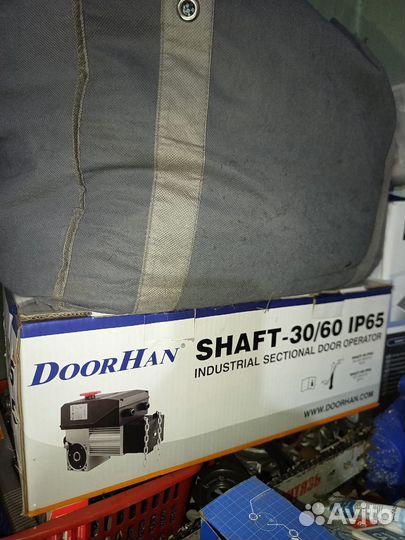 DOORHAN®
SHAFT-30/60 IP65
INDUSTRIAL SECTIONAL DOOR OPERATOR
WWW.DOORHAN.COM
Avito